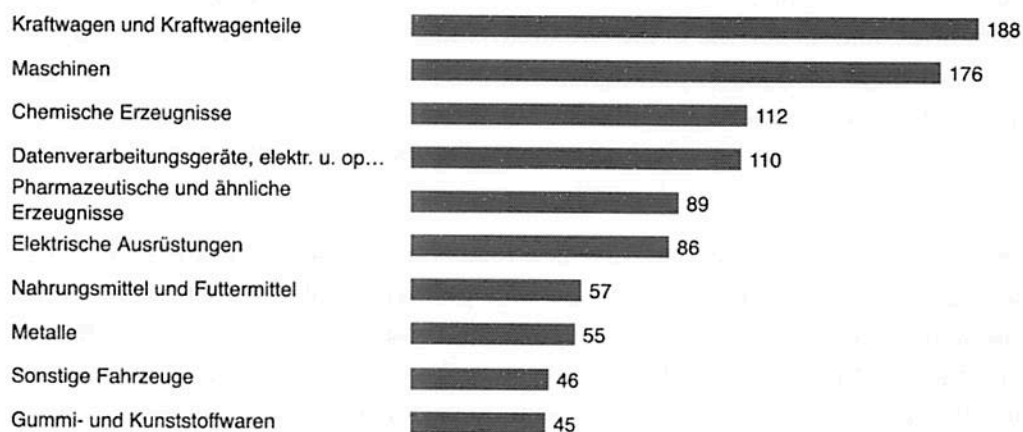 Kraftwagen und Kraftwagenteile 188
Maschinen 176
Chemische Erzeugnisse 112
Datenverarbeitungsgeräte, elektr. u. op... 110
Pharmazeutische und ähnliche
Erzeugnisse 89
Elektrische Ausrüstungen 86
Nahrungsmittel und Futtermittel 57
Metalle 55
Sonstige Fahrzeuge 46
Gummi- und Kunststoffwaren 45